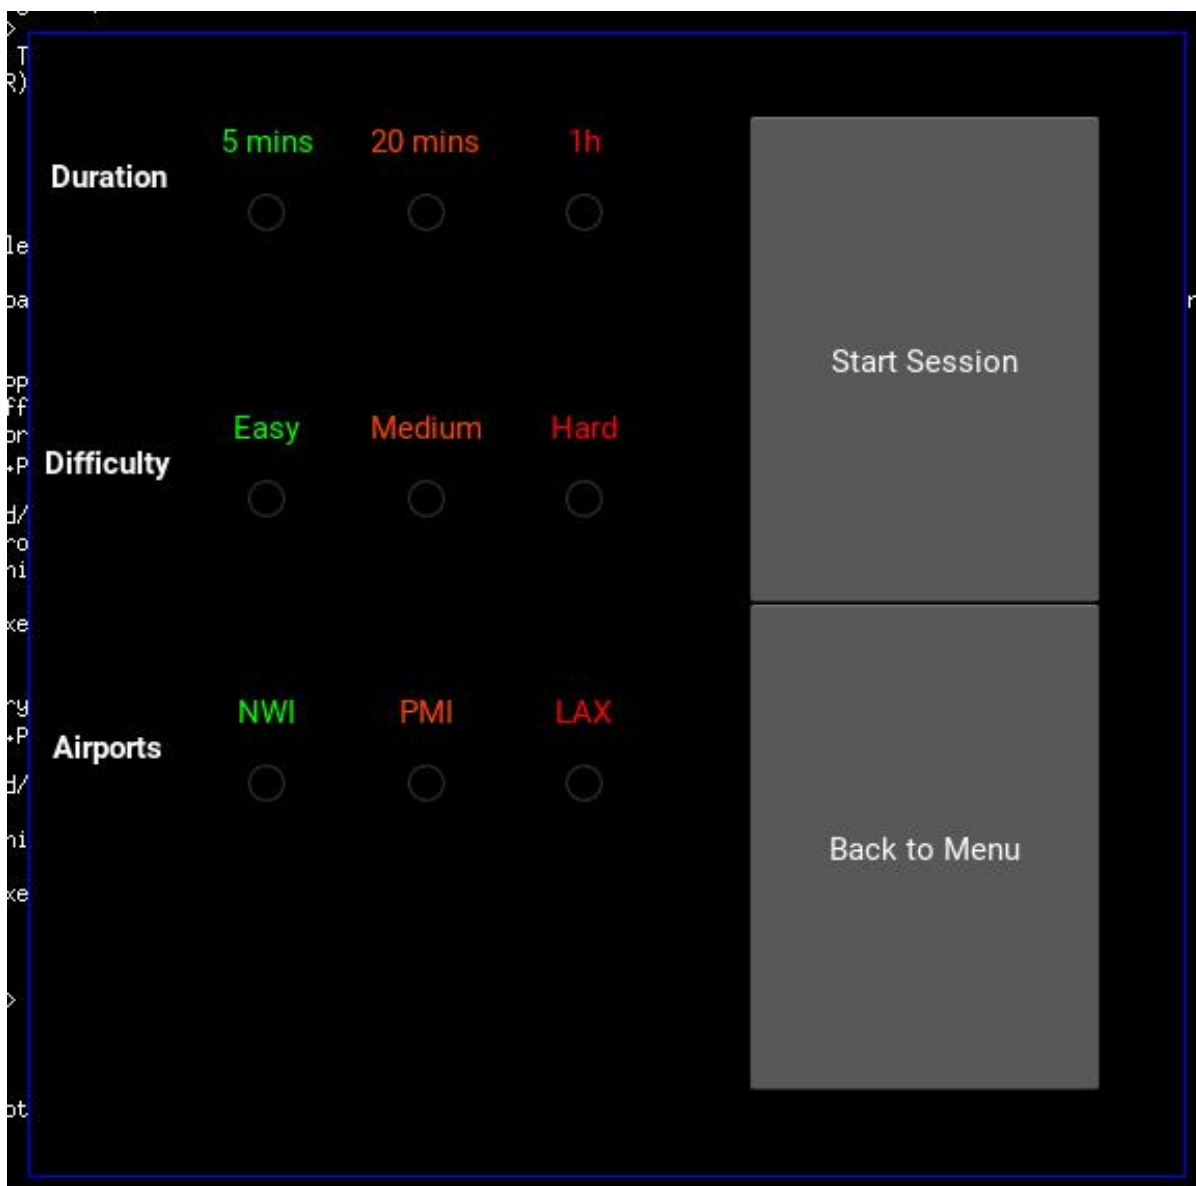 5 mins 20 mins 1h
Duration
Easy Medium Hard
Difficulty
NWI PMI LAX
Airports
Start Session
Back to Menu